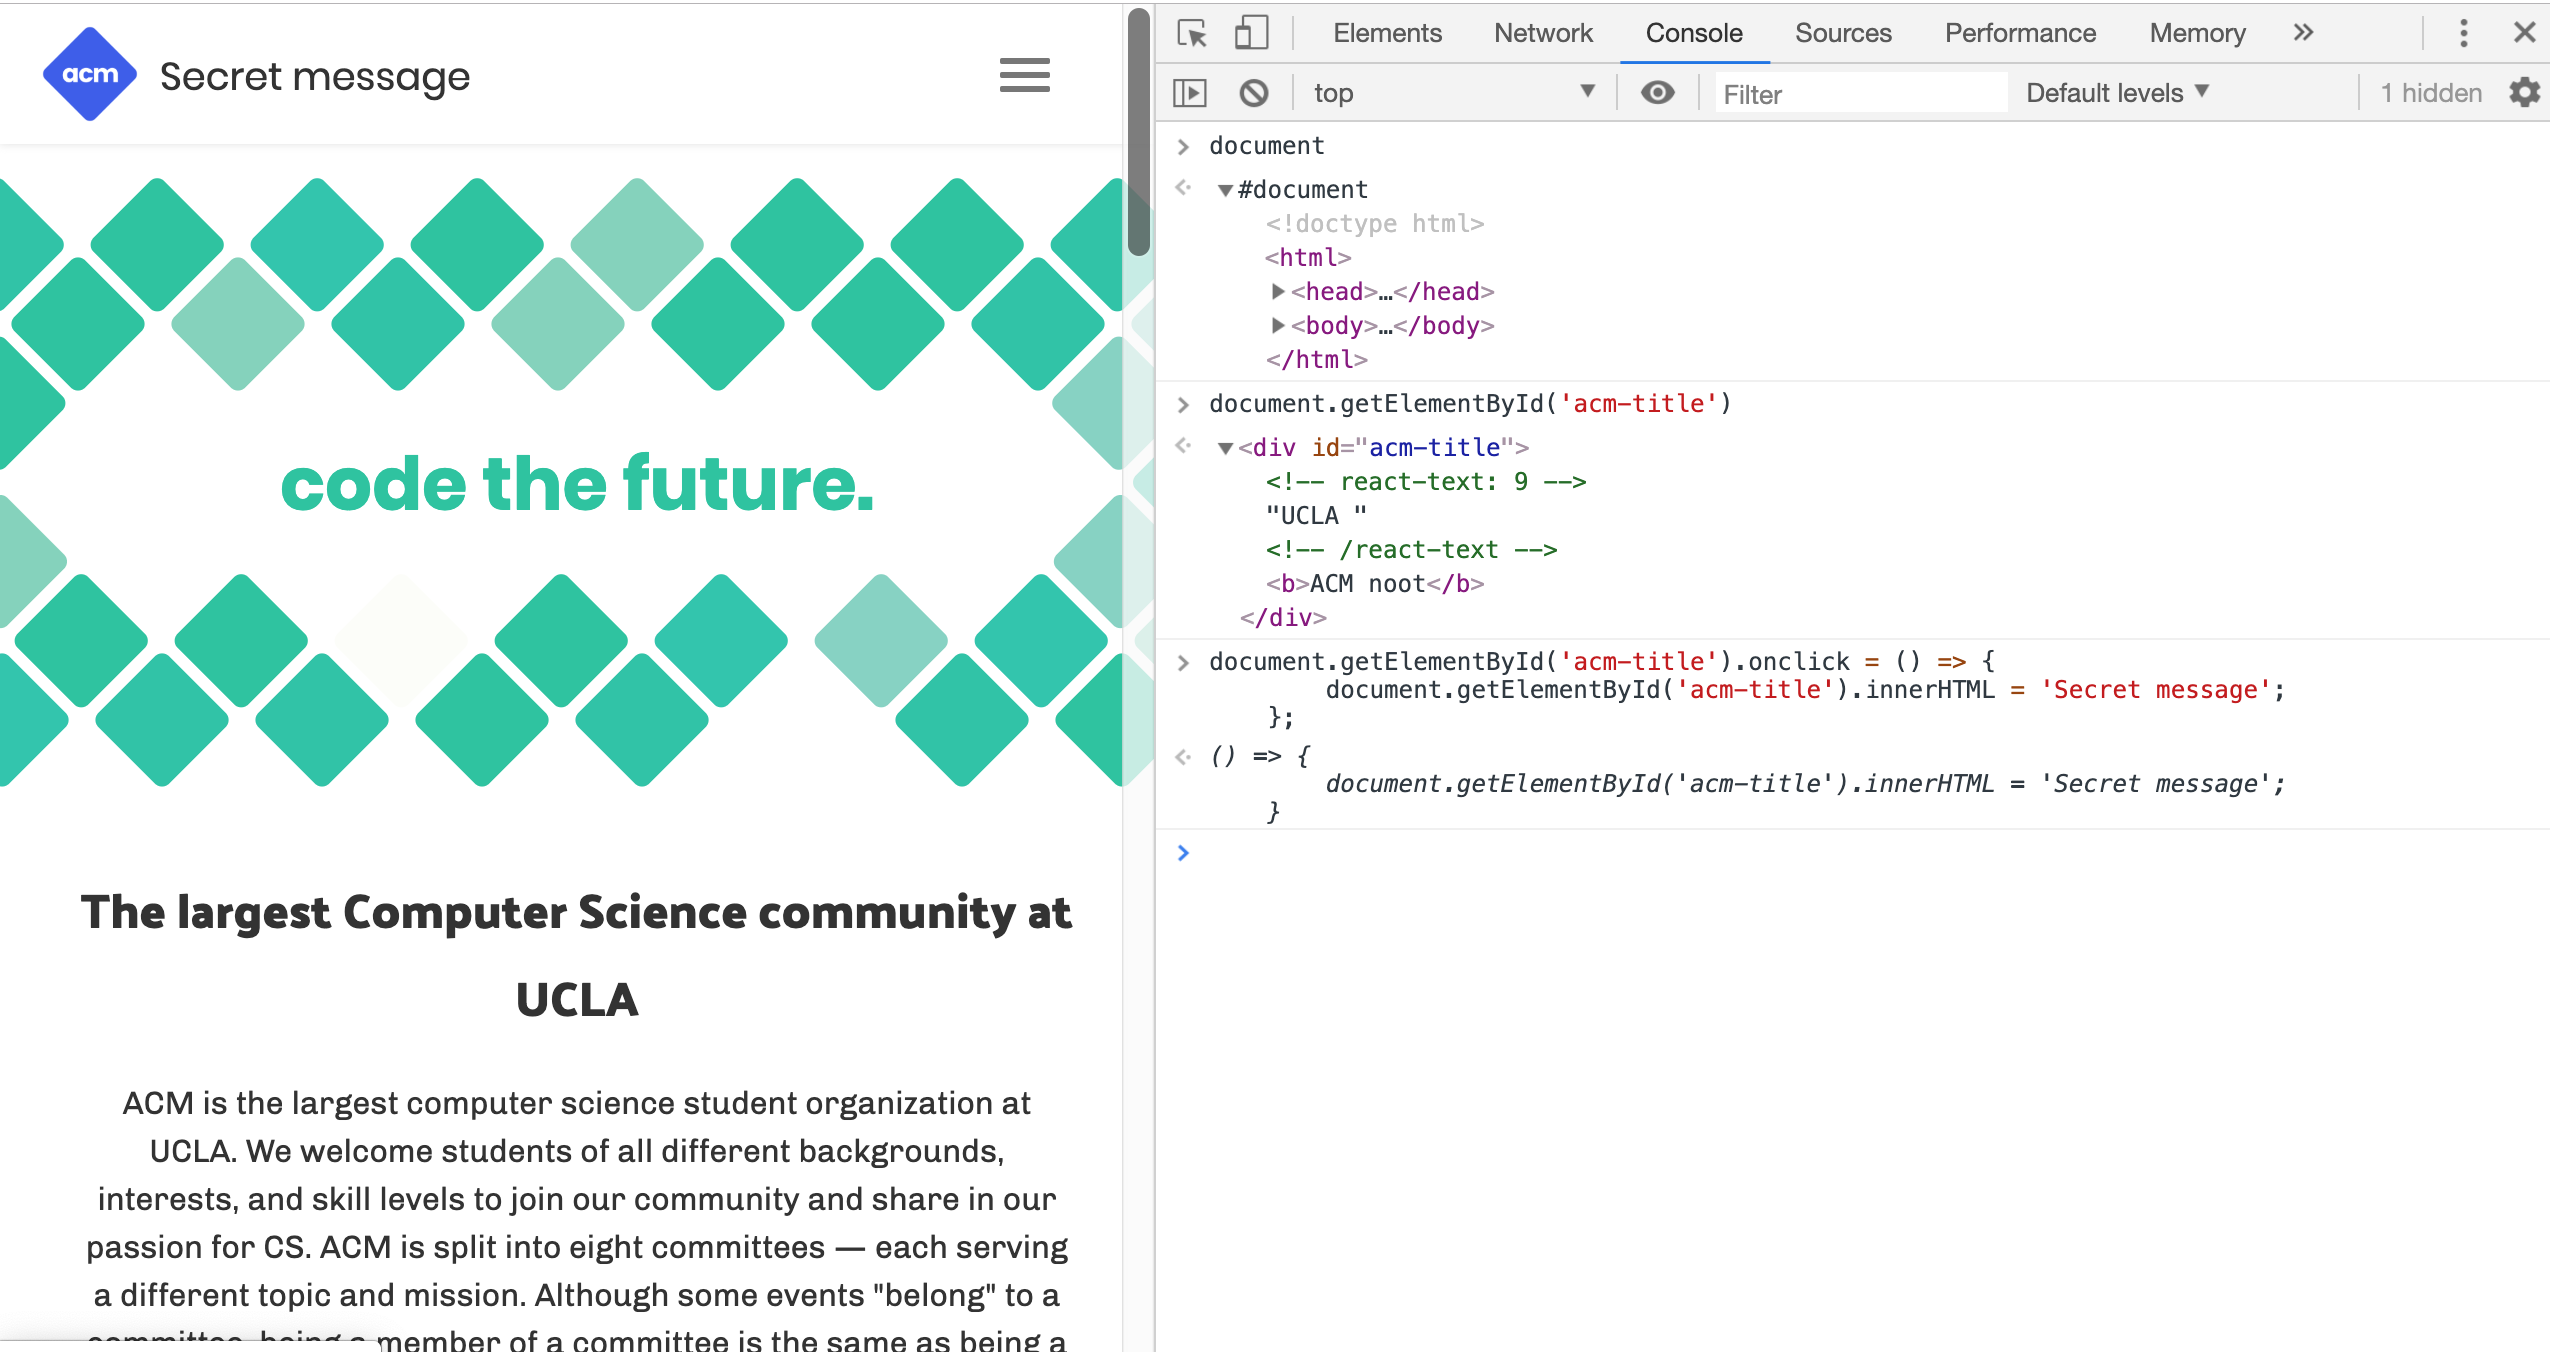 acm Secret message
code the future.
The largest Computer Science community at
UCLA
ACM is the largest computer science student organization at
UCLA. We welcome students of all different backgrounds,
interests, and skill levels to join our community and share in our
passion for CS. ACM is split into eight committees — each serving
a different topic and mission. Although some events "belong" to a
committee, being a member of a committee is the same as being a
Elements Network Console Sources Performance Memory »
top ▼ Filter Default levels ▼ 1 hidden
> document
▼#document
<!doctype html>
<html>
▶<head>…</head>
▶<body>…</body>
</html>
> document.getElementById('acm-title')
▼<div id="acm-title">
<!-- react-text: 9 -->
"UCLA "
<!-- /react-text -->
<b>ACM noot</b>
</div>
> document.getElementById('acm-title').onclick = () => {
document.getElementById('acm-title').innerHTML = 'Secret message';
};
() => {
document.getElementById('acm-title').innerHTML = 'Secret message';
}
>